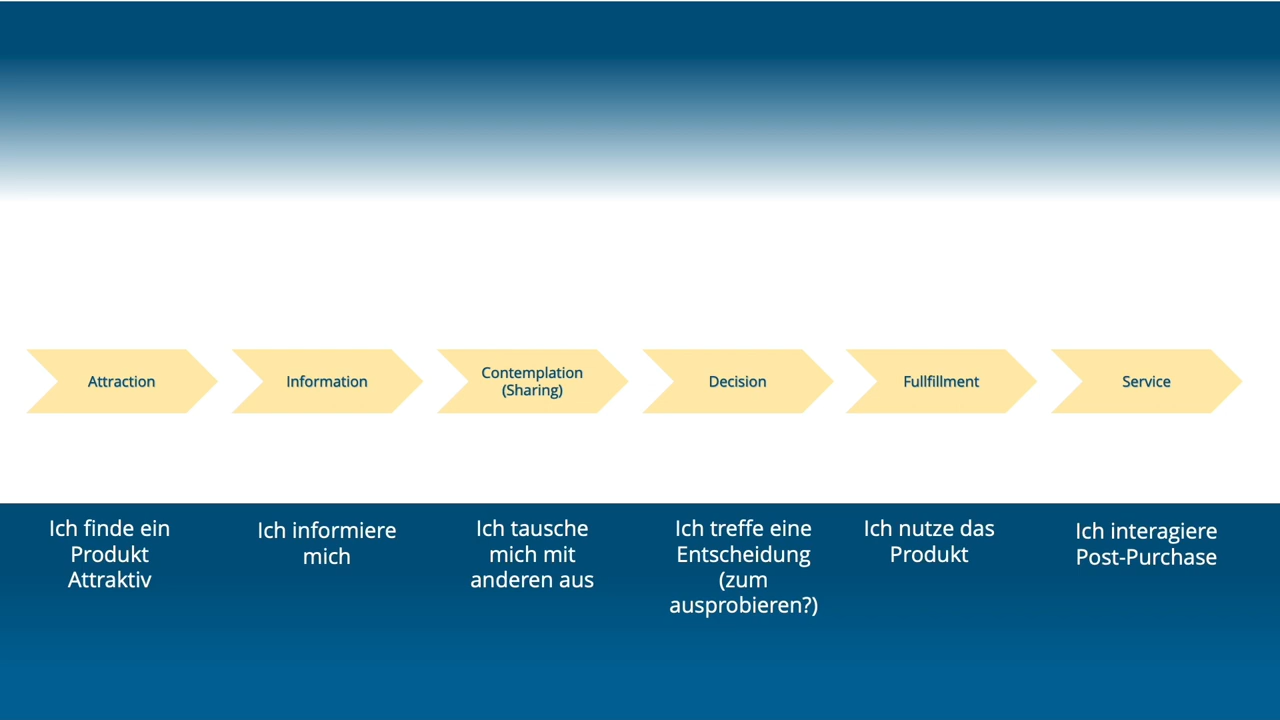 Attraction
Information
Contemplation
(Sharing)
Decision
Fullfillment
Service
Ich finde ein
Produkt
Attraktiv
Ich informiere
mich
Ich tausche
mich mit
anderen aus
Ich treffe eine
Entscheidung
(zum
ausprobieren?)
Ich nutze das
Produkt
Ich interagiere
Post-Purchase